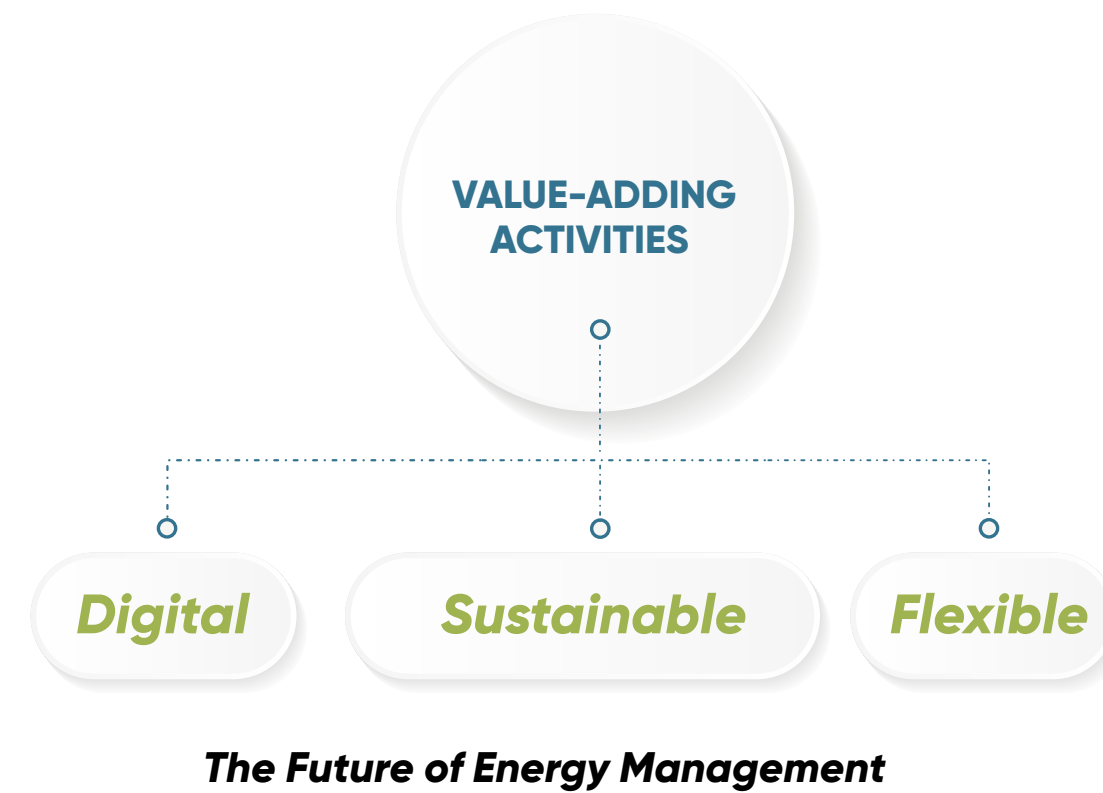 VALUE-ADDING
ACTIVITIES
Digital
Sustainable
Flexible
The Future of Energy Management